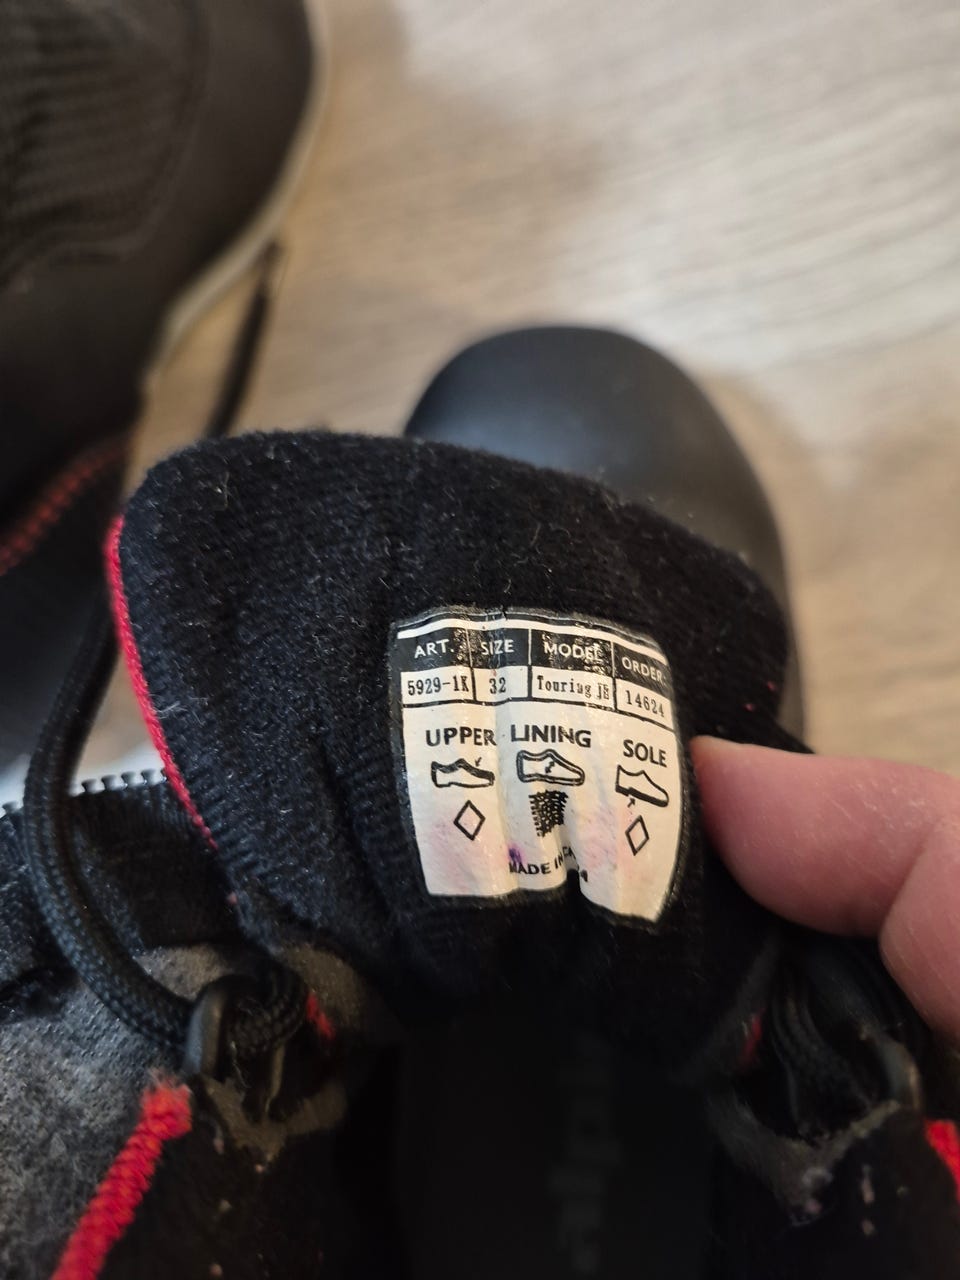 ART. SIZE MODEL ORDER.
5929-1K 32 Touring JR 14624
UPPER LINING SOLE
MADE IN